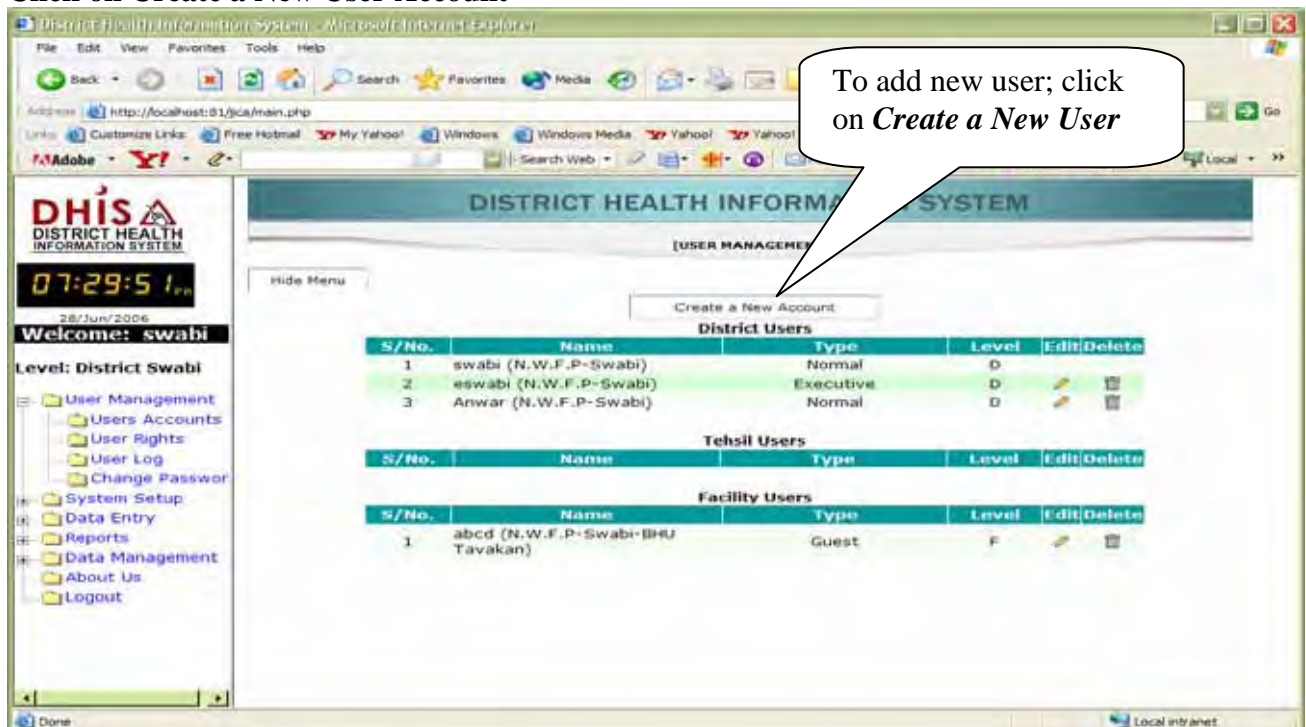 Click on Create a New User Account
District Health Information System - Microsoft Internet Explorer
File Edit View Favorites Tools Help
Back Search Favorites Media
To add new user; click
on Create a New User
Address http://localhost:81/jica/main.php Go
Links Customize Links Free Hotmail My Yahoo! Windows Windows Media Yahoo! Yahoo!
Adobe Y! Search Web Local
DHIS
DISTRICT HEALTH
INFORMATION SYSTEM
07:29:51
28/Jun/2006
Welcome: swabi
Level: District Swabi
User Management
Users Accounts
User Rights
User Log
Change Passwor
System Setup
Data Entry
Reports
Data Management
About Us
Logout
DISTRICT HEALTH INFORMA SYSTEM
[USER MANAGEMEN
Hide Menu
Create a New Account
District Users
S/No. Name Type Level Edit Delete
1 swabi (N.W.F.P-Swabi) Normal D
2 eswabi (N.W.F.P-Swabi) Executive D
3 Anwar (N.W.F.P-Swabi) Normal D
Tehsil Users
S/No. Name Type Level Edit Delete
Facility Users
S/No. Name Type Level Edit Delete
1 abcd (N.W.F.P-Swabi-BHU Guest F
Tavakan)
Done Local intranet